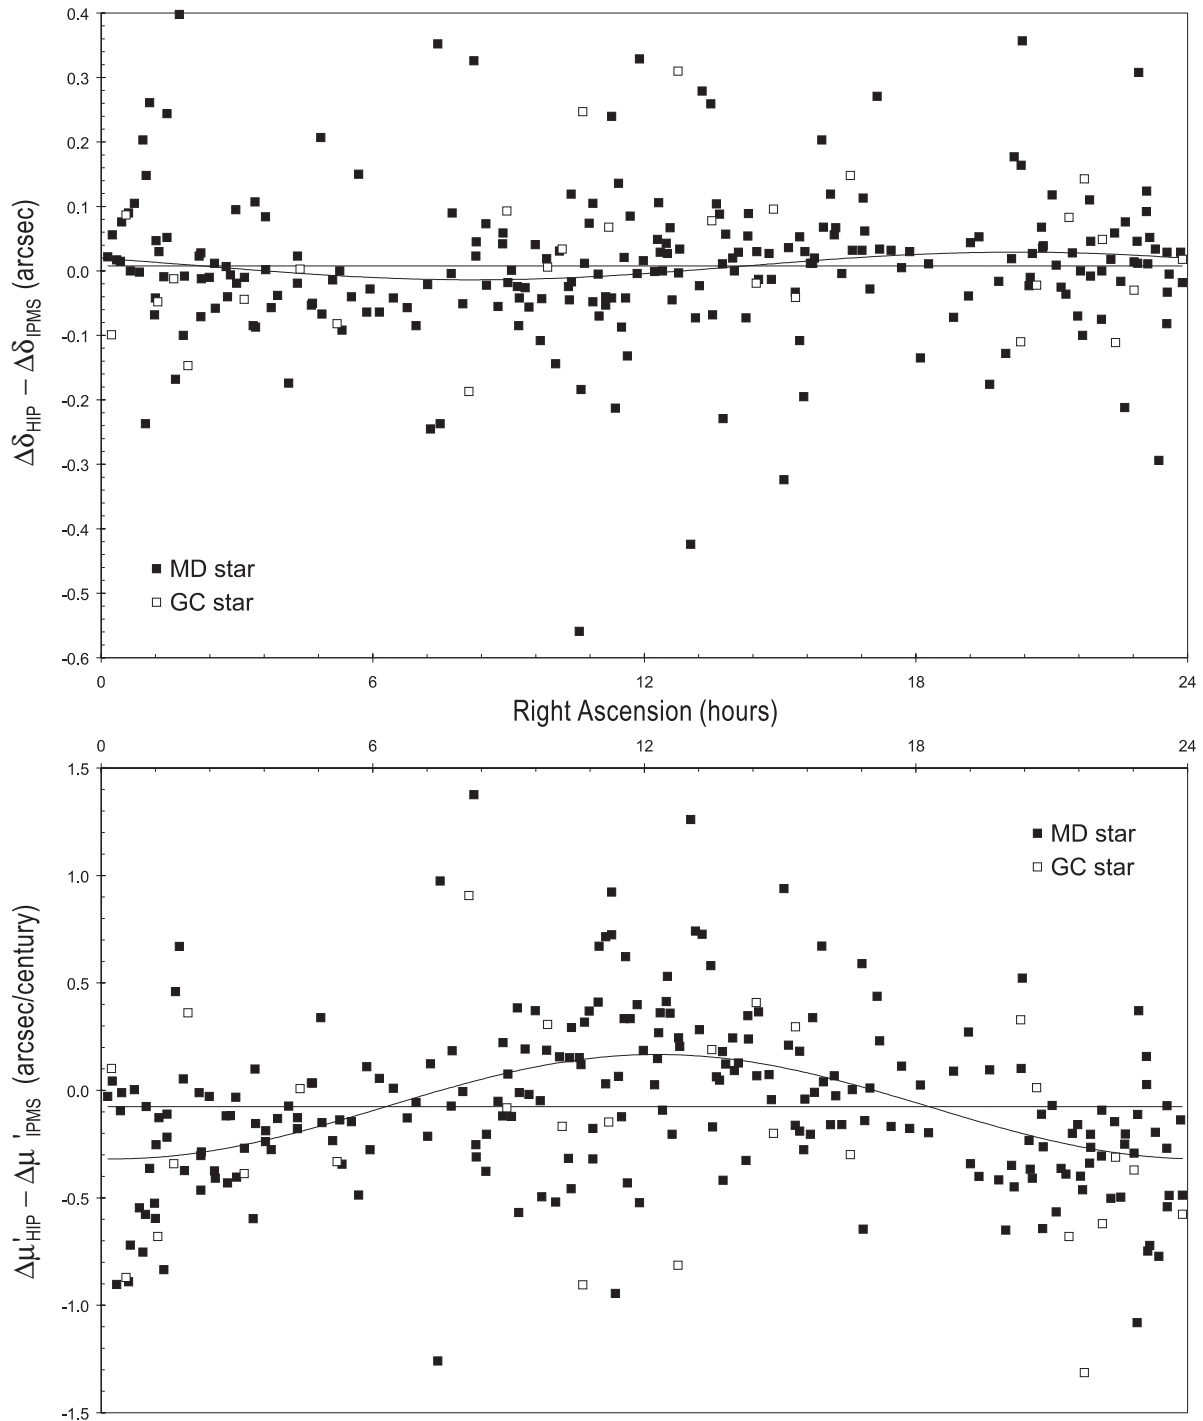 0.4
0.3
0.2
0.1
0.0
-0.1
-0.2
-0.3
-0.4
-0.5
-0.6
Δδ_HIP – Δδ_IPMS (arcsec)
MD star
GC star
0 6 12 18 24
Right Ascension (hours)
0 6 12 18 24
1.5
1.0
0.5
0.0
-0.5
-1.0
-1.5
Δμ'_HIP – Δμ'_IPMS (arcsec/century)
MD star
GC star